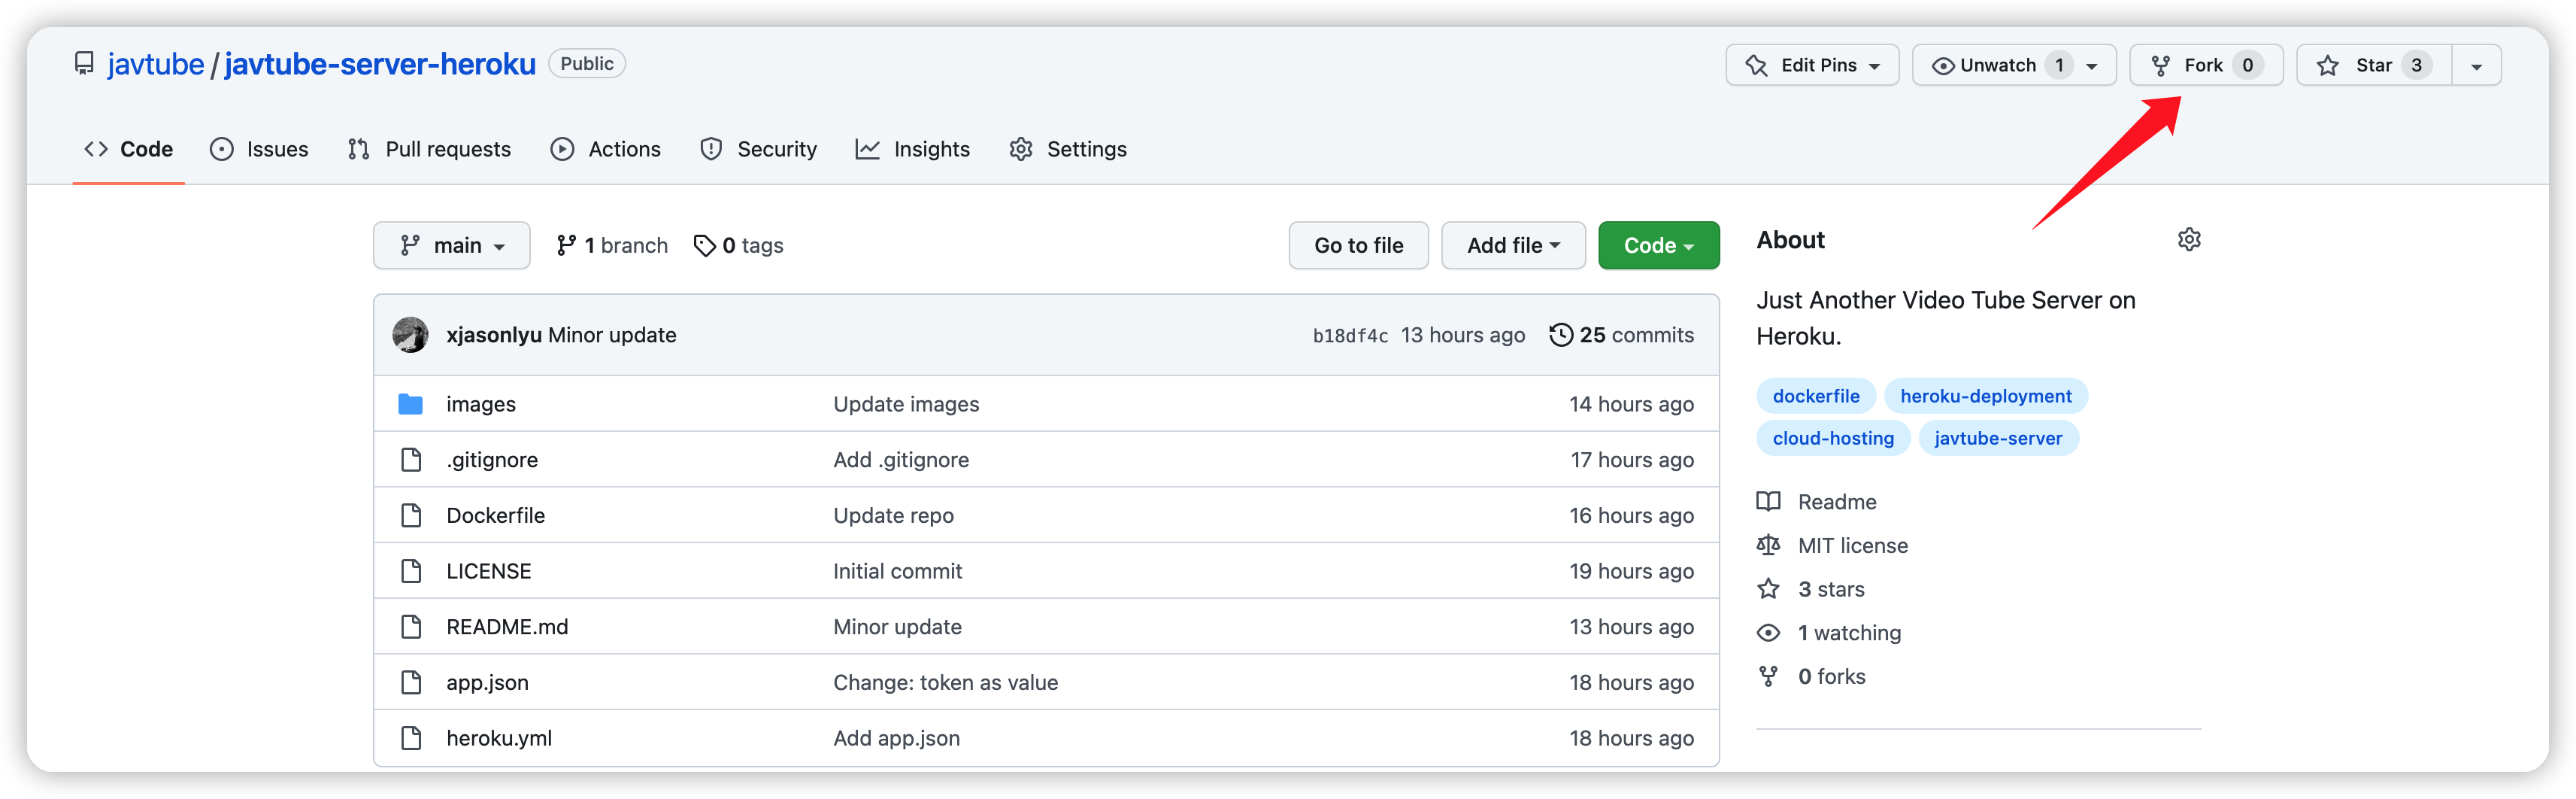 javtube / javtube-server-heroku Public Edit Pins Unwatch 1 Fork 0 Star 3
Code Issues Pull requests Actions Security Insights Settings
main 1 branch 0 tags Go to file Add file Code
xjasonlyu Minor update b18df4c 13 hours ago 25 commits
images Update images 14 hours ago
.gitignore Add .gitignore 17 hours ago
Dockerfile Update repo 16 hours ago
LICENSE Initial commit 19 hours ago
README.md Minor update 13 hours ago
app.json Change: token as value 18 hours ago
heroku.yml Add app.json 18 hours ago
About
Just Another Video Tube Server on
Heroku.
dockerfile heroku-deployment
cloud-hosting javtube-server
Readme
MIT license
3 stars
1 watching
0 forks